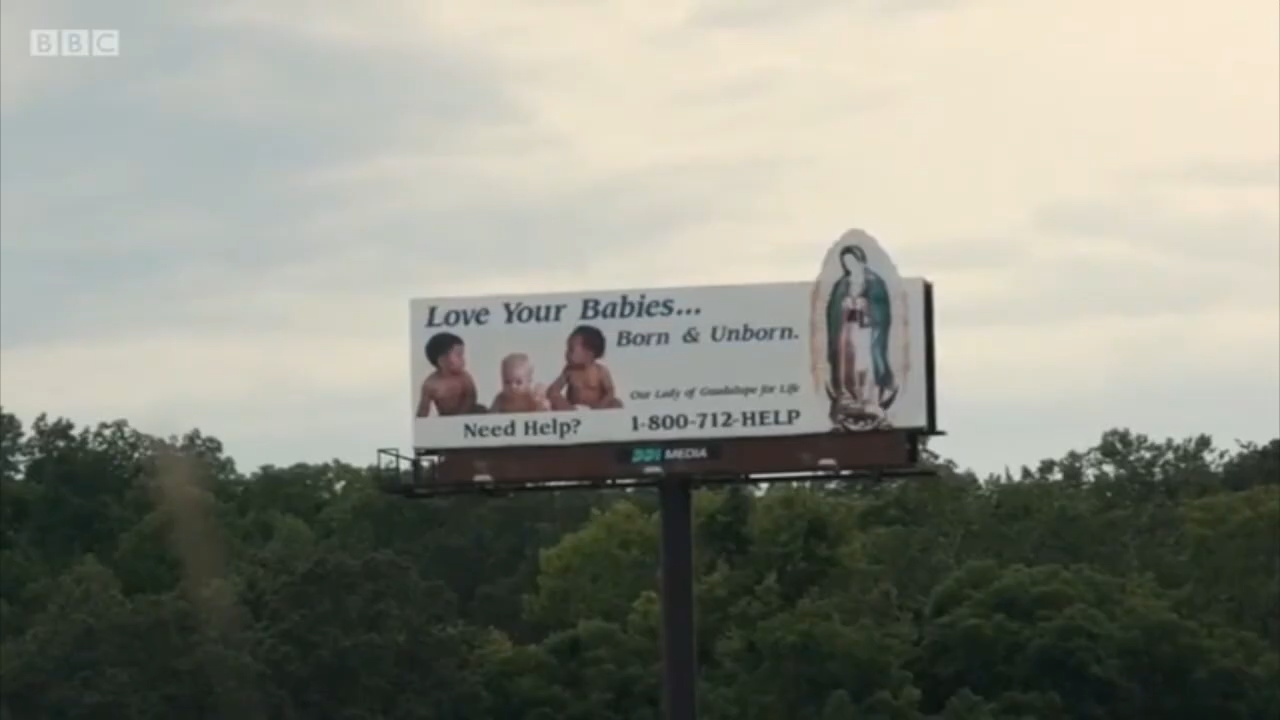 BBC
Love Your Babies...
Born & Unborn.
Our Lady of Guadalupe for Life
Need Help?
1-800-712-HELP
MEDIA